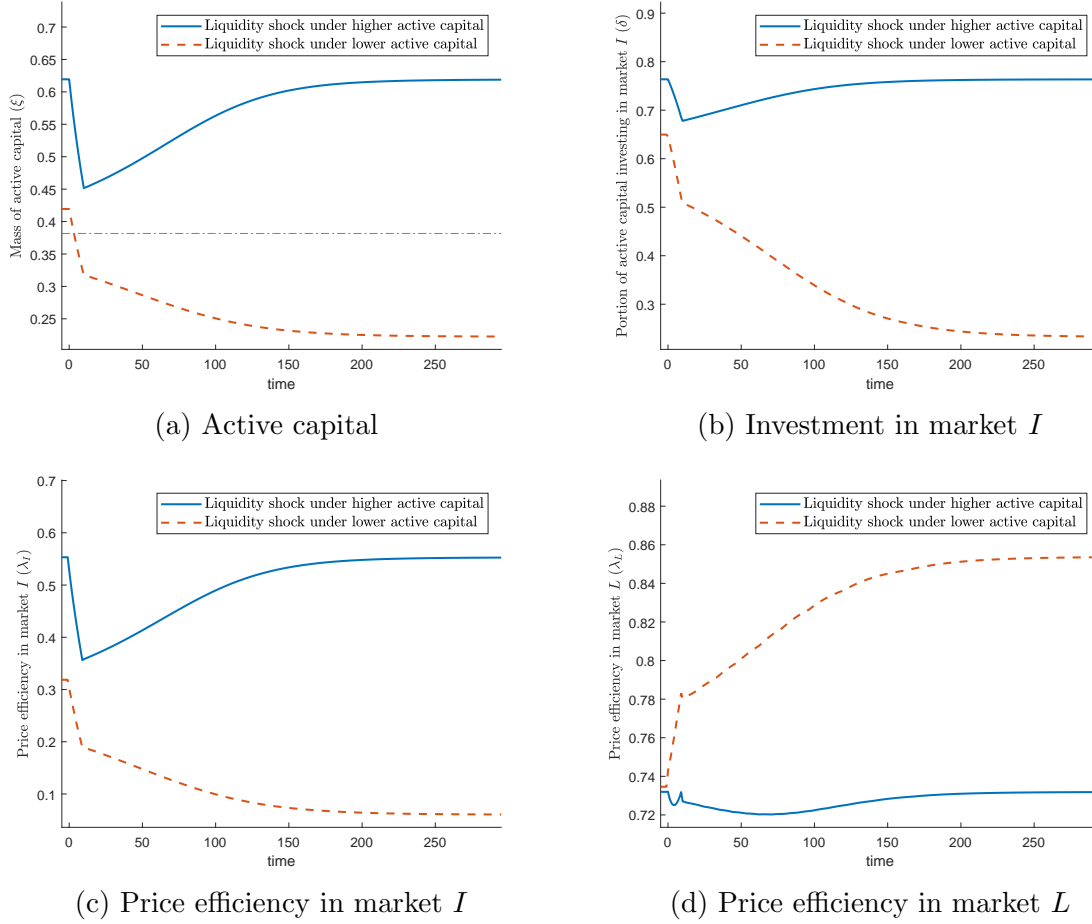 Liquidity shock under higher active capital
Liquidity shock under lower active capital
Mass of active capital (ξ)
0.7
0.65
0.6
0.55
0.5
0.45
0.4
0.35
0.3
0.25
0
50
100
150
200
250
time
(a) Active capital
Liquidity shock under higher active capital
Liquidity shock under lower active capital
Portion of active capital investing in market I (δ)
0.9
0.8
0.7
0.6
0.5
0.4
0.3
0
50
100
150
200
250
time
(b) Investment in market I
Liquidity shock under higher active capital
Liquidity shock under lower active capital
Price efficiency in market I (λ_I)
0.7
0.6
0.5
0.4
0.3
0.2
0.1
0
50
100
150
200
250
time
(c) Price efficiency in market I
Liquidity shock under higher active capital
Liquidity shock under lower active capital
Price efficiency in market L (λ_L)
0.88
0.86
0.84
0.82
0.8
0.78
0.76
0.74
0.72
0
50
100
150
200
250
time
(d) Price efficiency in market L